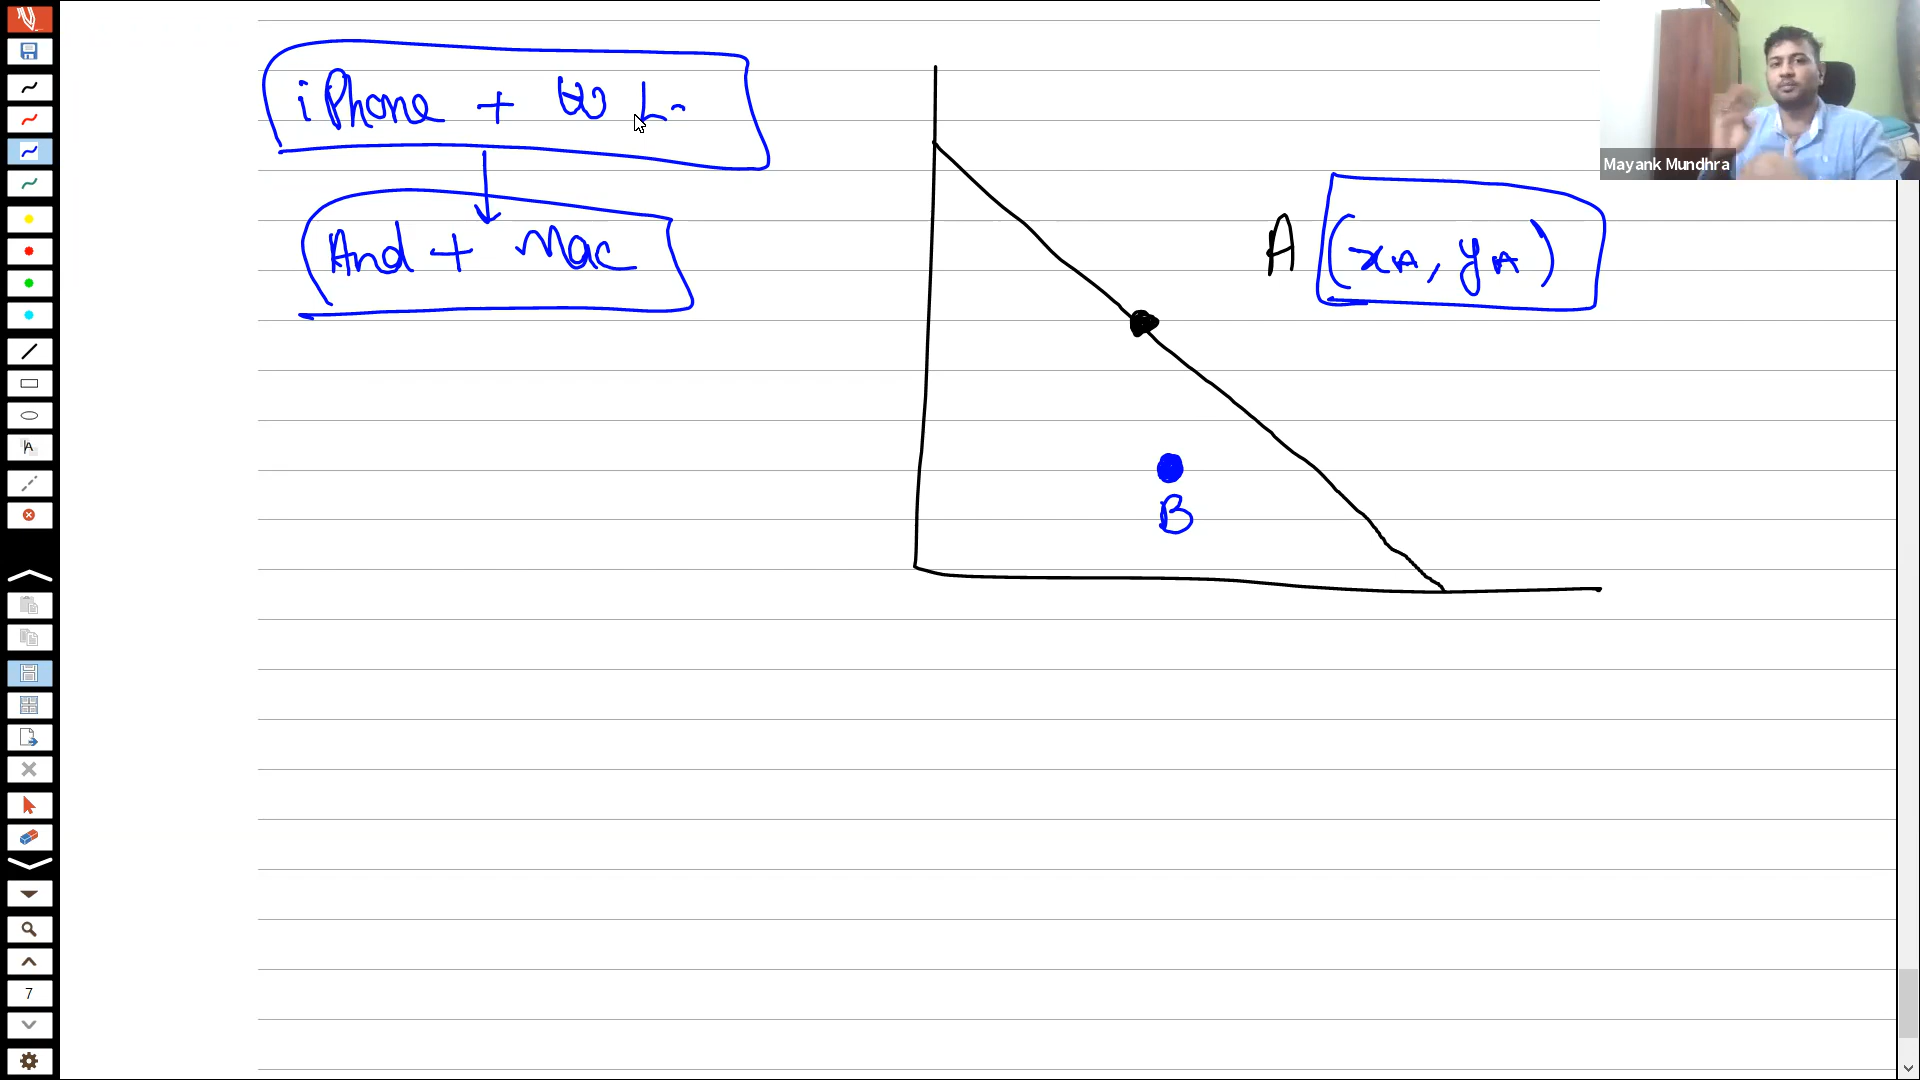 iPhone + W L
And + Mac
A (xA, yA)
B
Mayank Mundhra
7